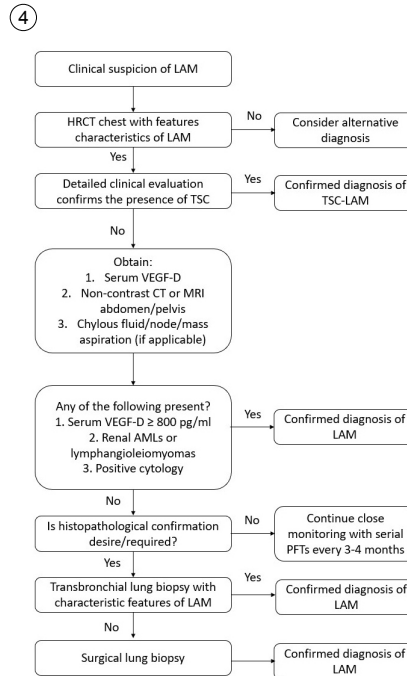 4
Clinical suspicion of LAM
HRCT chest with features
characteristics of LAM
No
Consider alternative
diagnosis
Yes
Detailed clinical evaluation
confirms the presence of TSC
Yes
Confirmed diagnosis of
TSC-LAM
No
Obtain:
1. Serum VEGF-D
2. Non-contrast CT or MRI
abdomen/pelvis
3. Chylous fluid/node/mass
aspiration (if applicable)
Any of the following present?
1. Serum VEGF-D ≥ 800 pg/ml
2. Renal AMLs or
lymphangioleiomyomas
3. Positive cytology
Yes
Confirmed diagnosis of
LAM
No
Is histopathological confirmation
desire/required?
No
Continue close
monitoring with serial
PFTs every 3-4 months
Yes
Transbronchial lung biopsy with
characteristic features of LAM
Yes
Confirmed diagnosis of
LAM
No
Surgical lung biopsy
Confirmed diagnosis of
LAM